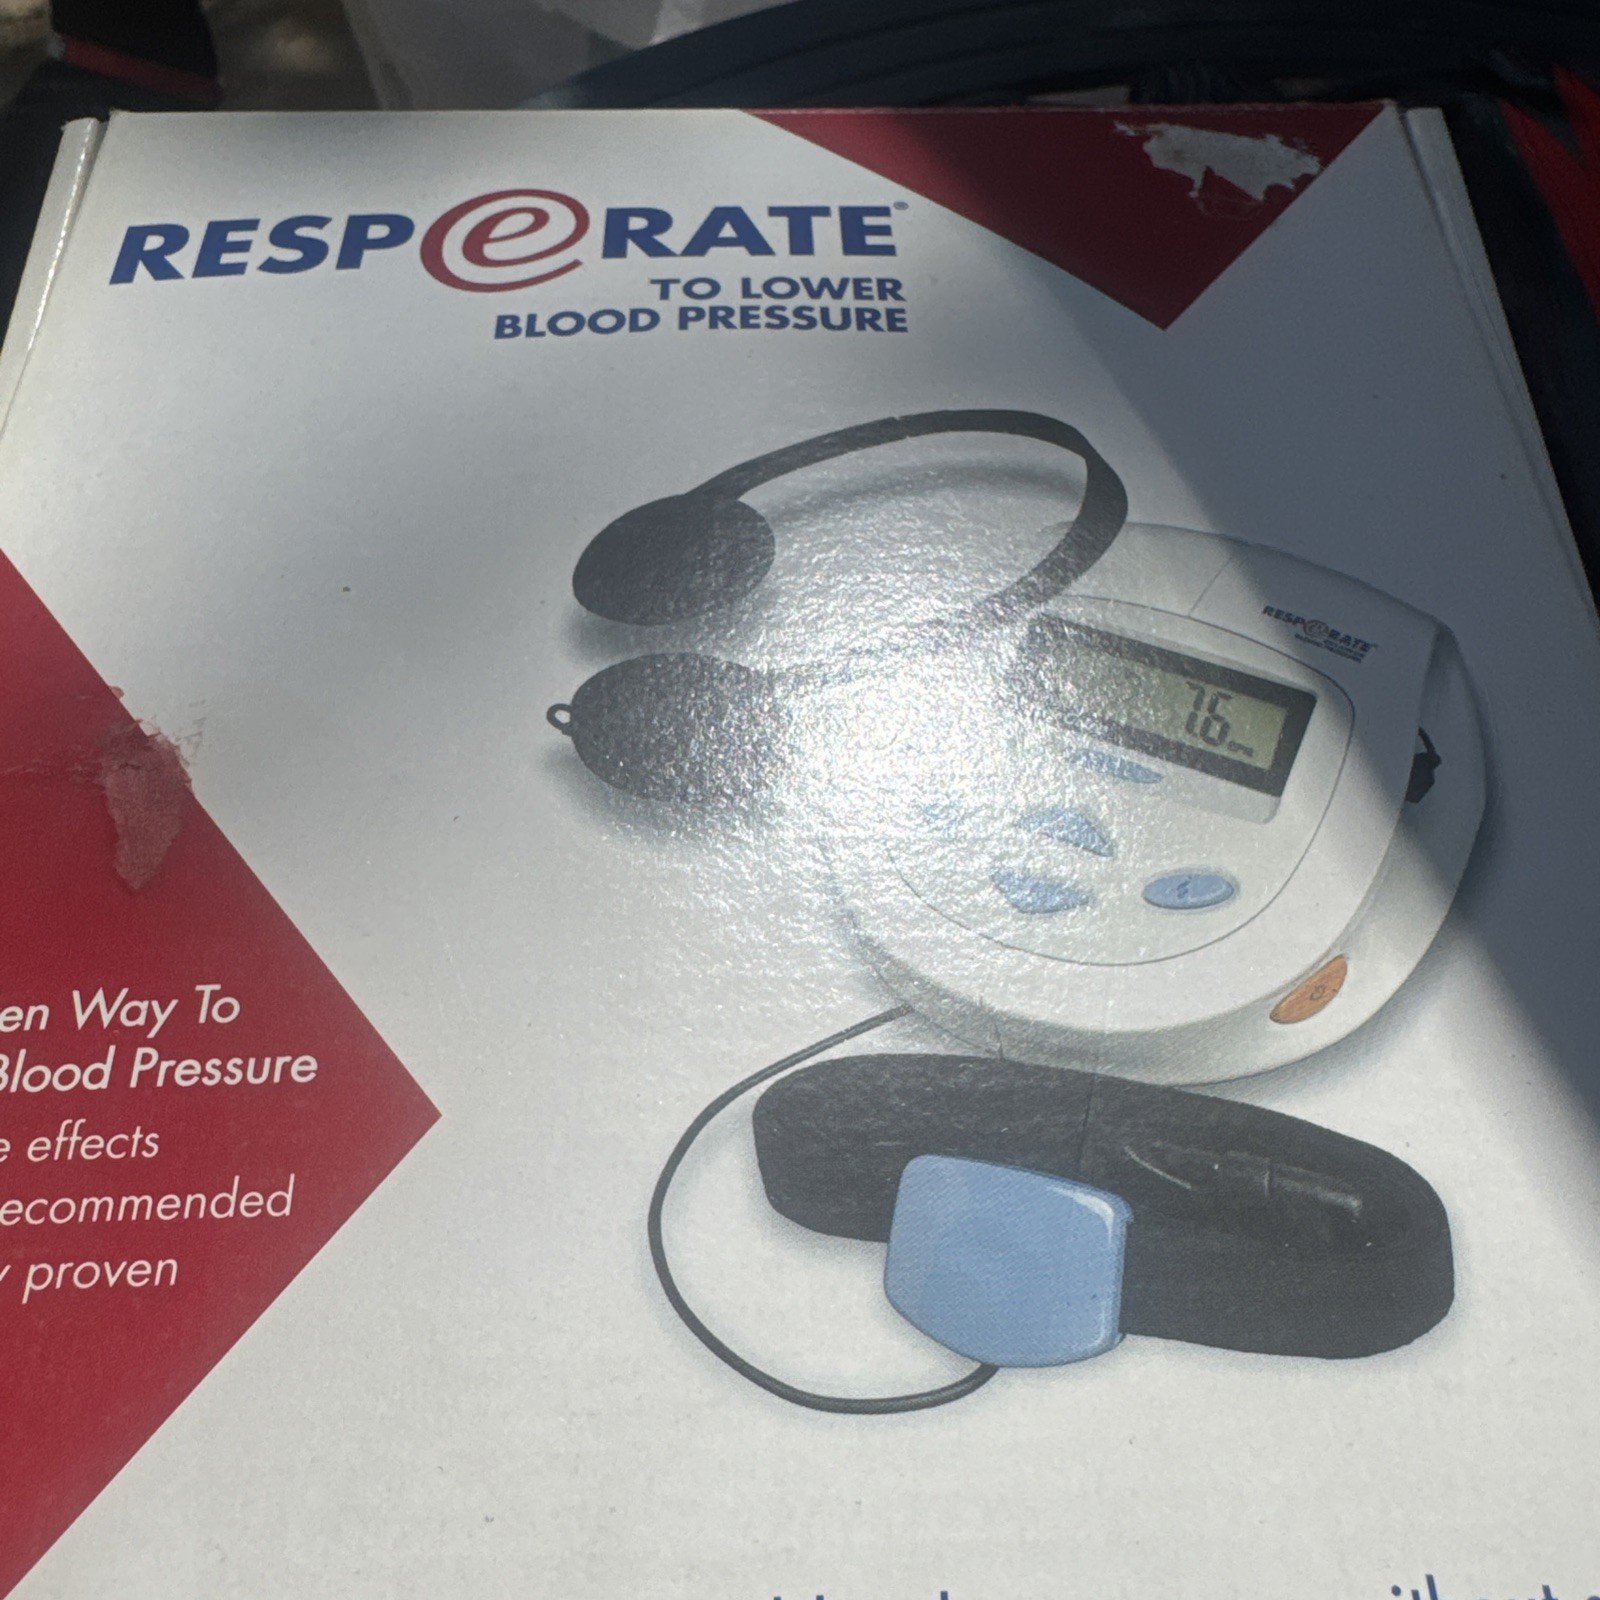 RESPeRATE®
TO LOWER
BLOOD PRESSURE
RESPeRATE
7.6
en Way To
Blood Pressure
e effects
ecommended
y proven